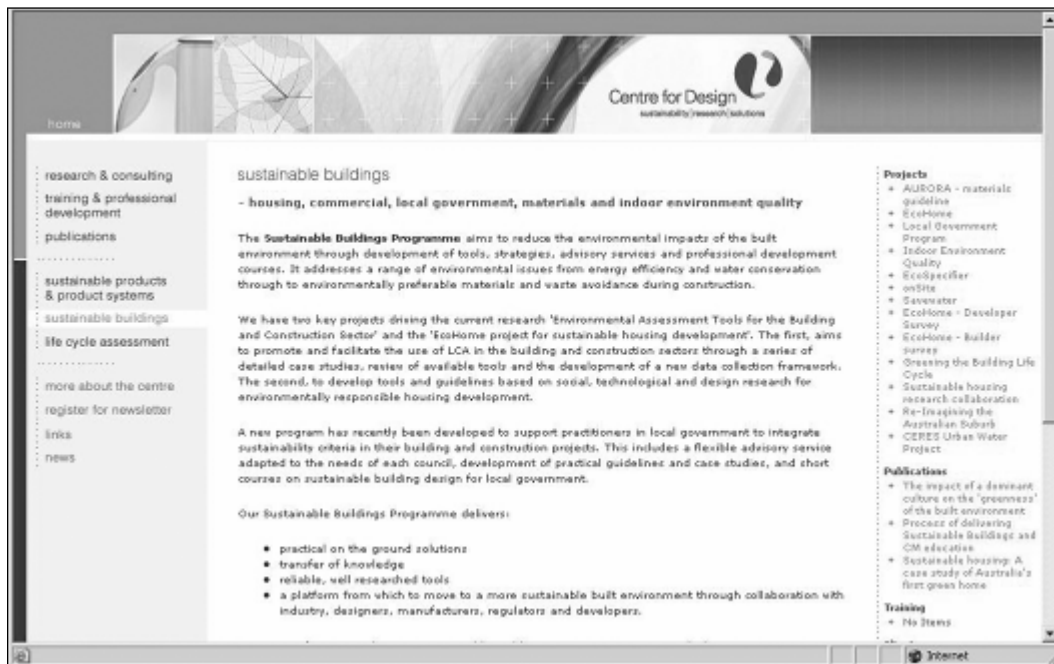 Centre for Design
sustainability|research|solutions
home
research & consulting
training & professional
development
publications
sustainable products
& product systems
sustainable buildings
life cycle assessment
more about the centre
register for newsletter
links
news
sustainable buildings
- housing, commercial, local government, materials and indoor environment quality
The Sustainable Buildings Programme aims to reduce the environmental impacts of the built
environment through development of tools, strategies, advisory services and professional development
courses. It addresses a range of environmental issues from energy efficiency and water conservation
through to environmentally preferable materials and waste avoidance during construction.
We have two key projects driving the current research 'Environmental Assessment Tools for the Building
and Construction Sector' and the 'EcoHome project for sustainable housing development'. The first, aims
to promote and facilitate the use of LCA in the building and construction sectors through a series of
detailed case studies, review of available tools and the development of a new data collection framework.
The second, to develop tools and guidelines based on social, technological and design research for
environmentally responsible housing development.
A new program has recently been developed to support practitioners in local government to integrate
sustainability criteria in their building and construction projects. This includes a flexible advisory service
adapted to the needs of each council, development of practical guidelines and case studies, and short
courses on sustainable building design for local government.
Our Sustainable Buildings Programme delivers:
practical on the ground solutions
transfer of knowledge
reliable, well researched tools
a platform from which to move to a more sustainable built environment through collaboration with
industry, designers, manufacturers, regulators and developers.
Projects
AURORA - materials
guideline
EcoHome
Local Government
Program
Indoor Environment
Quality
EcoSpecifier
onSite
Savewater
EcoHome - Developer
Survey
EcoHome - Builder
survey
Greening the Building Life
Cycle
Sustainable housing
research collaboration
Re-Imagining the
Australian Suburb
CERES Urban Water
Project
Publications
The impact of a dominant
culture on the 'greenness'
of the built environment
Process of delivering
Sustainable Buildings and
CM education
Sustainable housing: A
case study of Australia's
first green home
Training
No Items
Internet